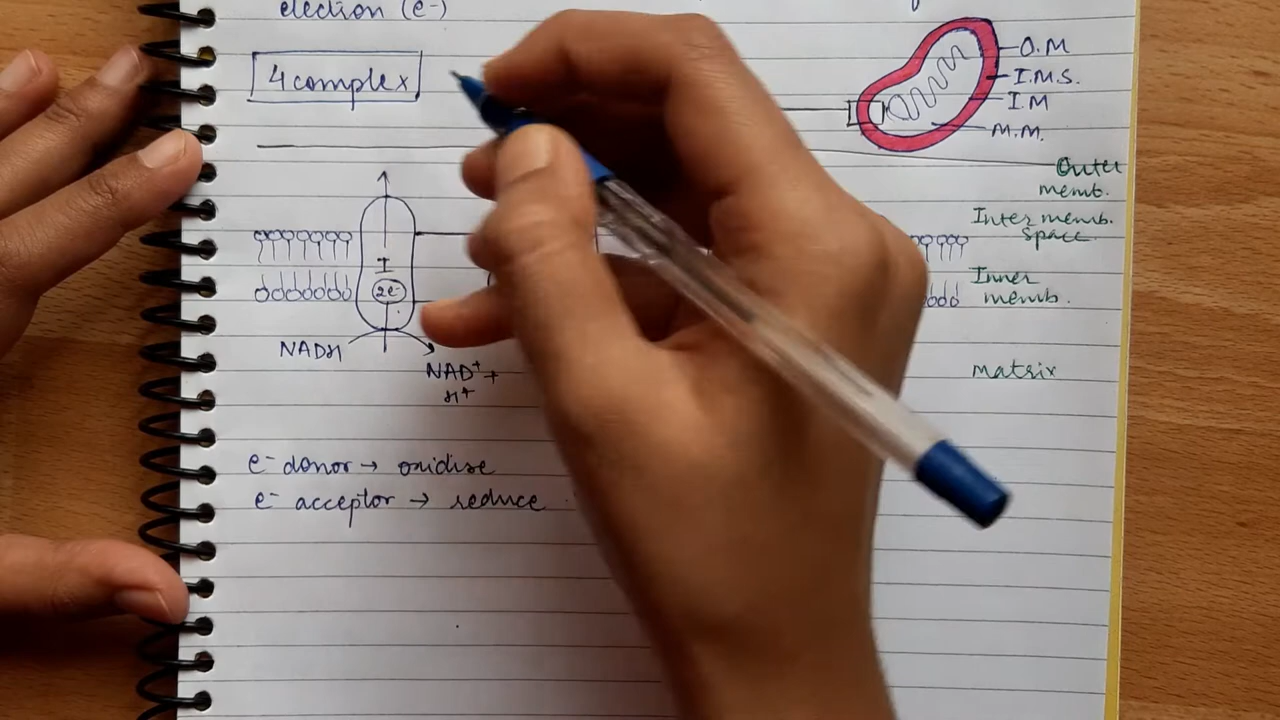 election (e-)
4 complex
O.M
I.M.S.
I.M
M.M.
Outer
memb.
Inter memb.
space
I
2e-
Inner
memb.
NADH
NAD+ +
H+
matrix
e- donor → oxidise
e- acceptor → reduce